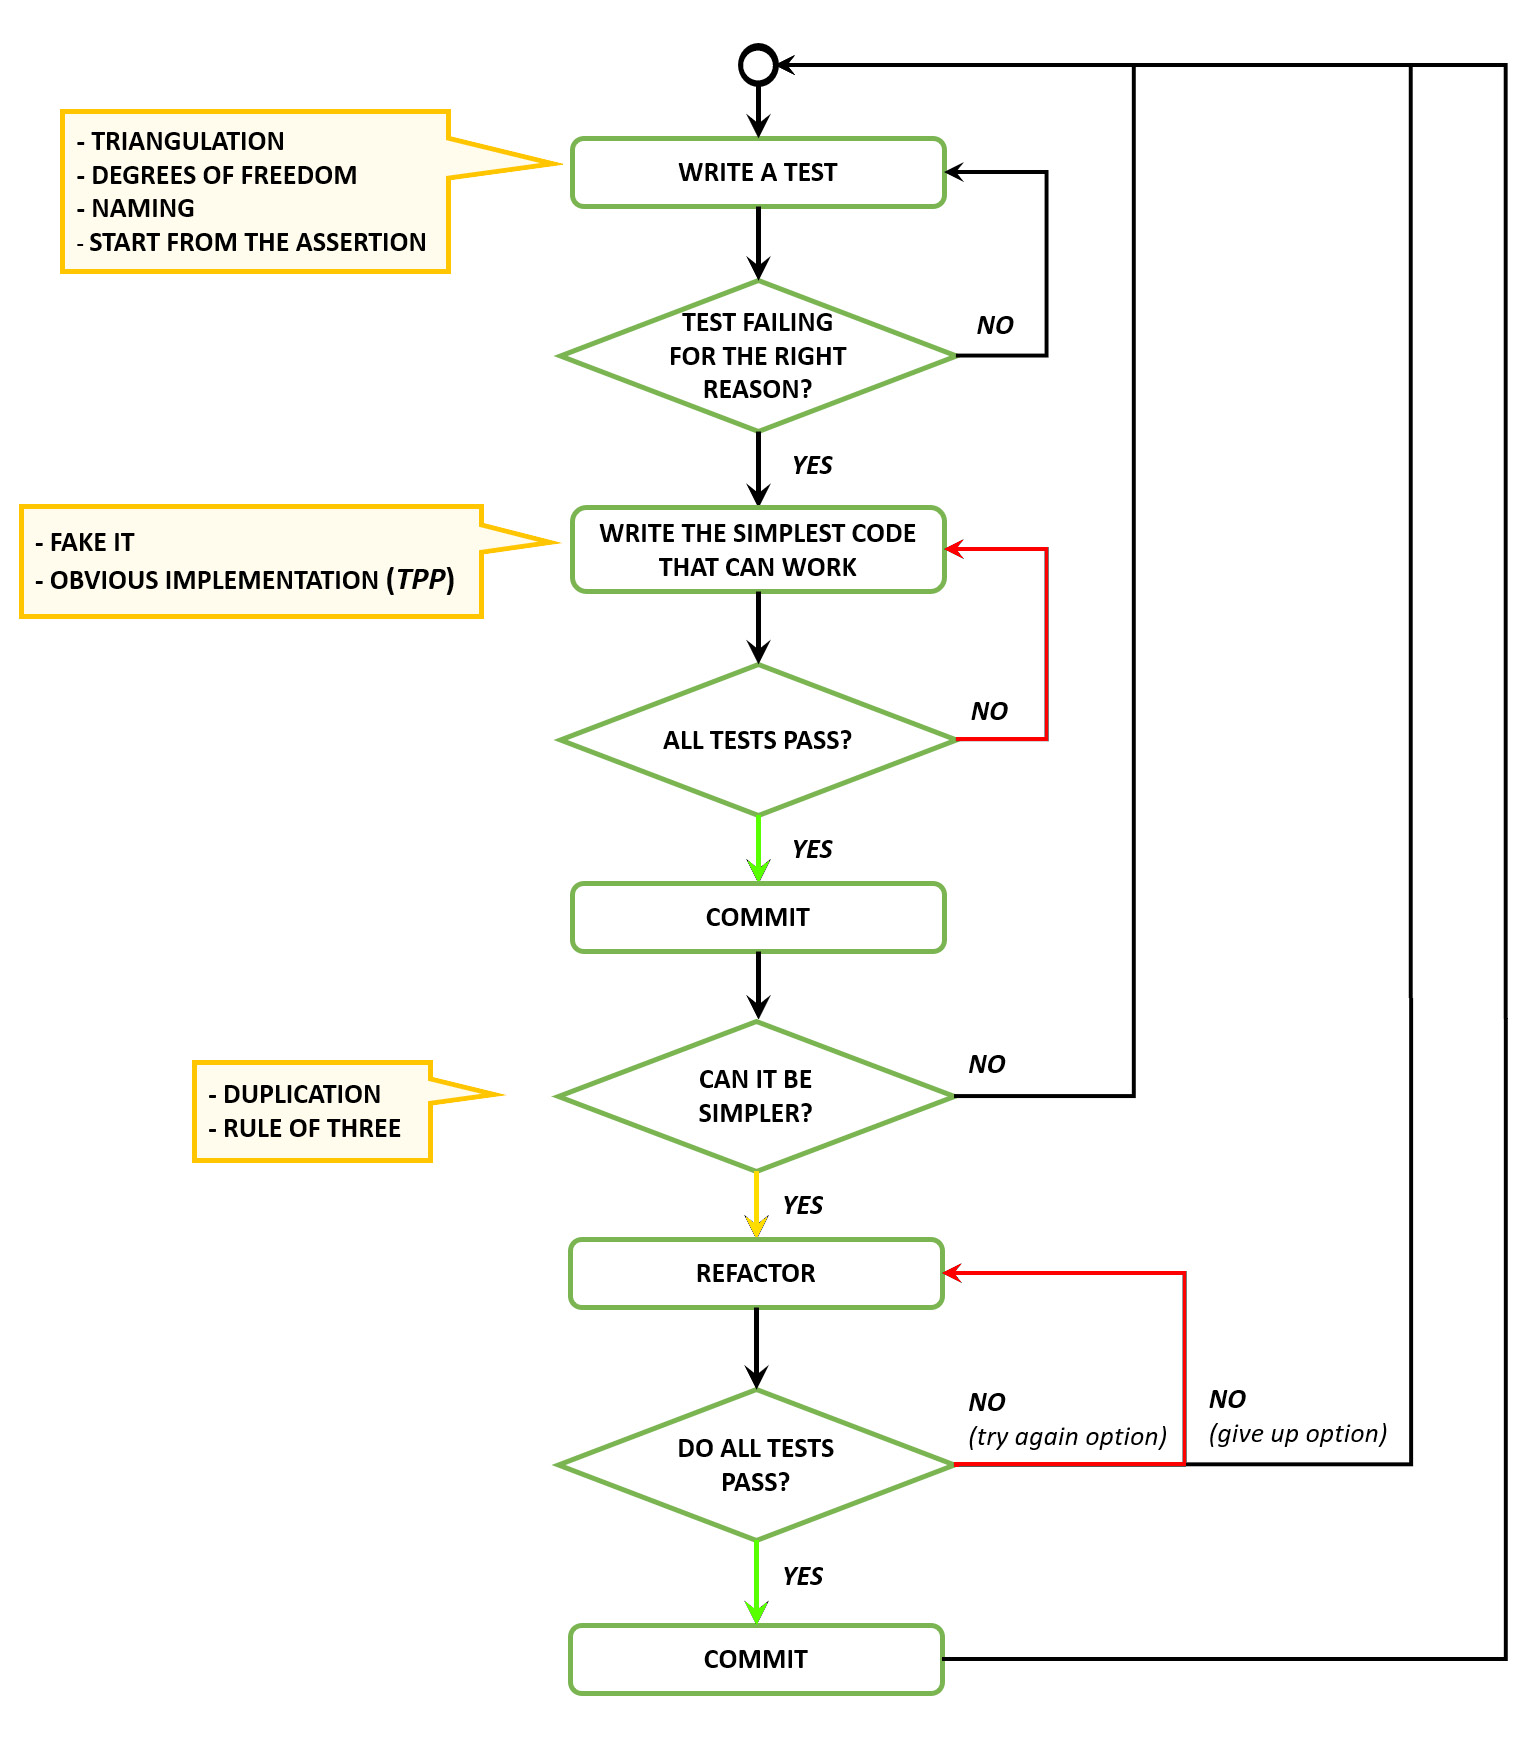 - TRIANGULATION
- DEGREES OF FREEDOM
- NAMING
- START FROM THE ASSERTION
WRITE A TEST
TEST FAILING
FOR THE RIGHT
REASON?
NO
YES
- FAKE IT
- OBVIOUS IMPLEMENTATION (TPP)
WRITE THE SIMPLEST CODE
THAT CAN WORK
ALL TESTS PASS?
NO
YES
COMMIT
- DUPLICATION
- RULE OF THREE
CAN IT BE
SIMPLER?
NO
YES
REFACTOR
DO ALL TESTS
PASS?
NO
(try again option)
NO
(give up option)
YES
COMMIT